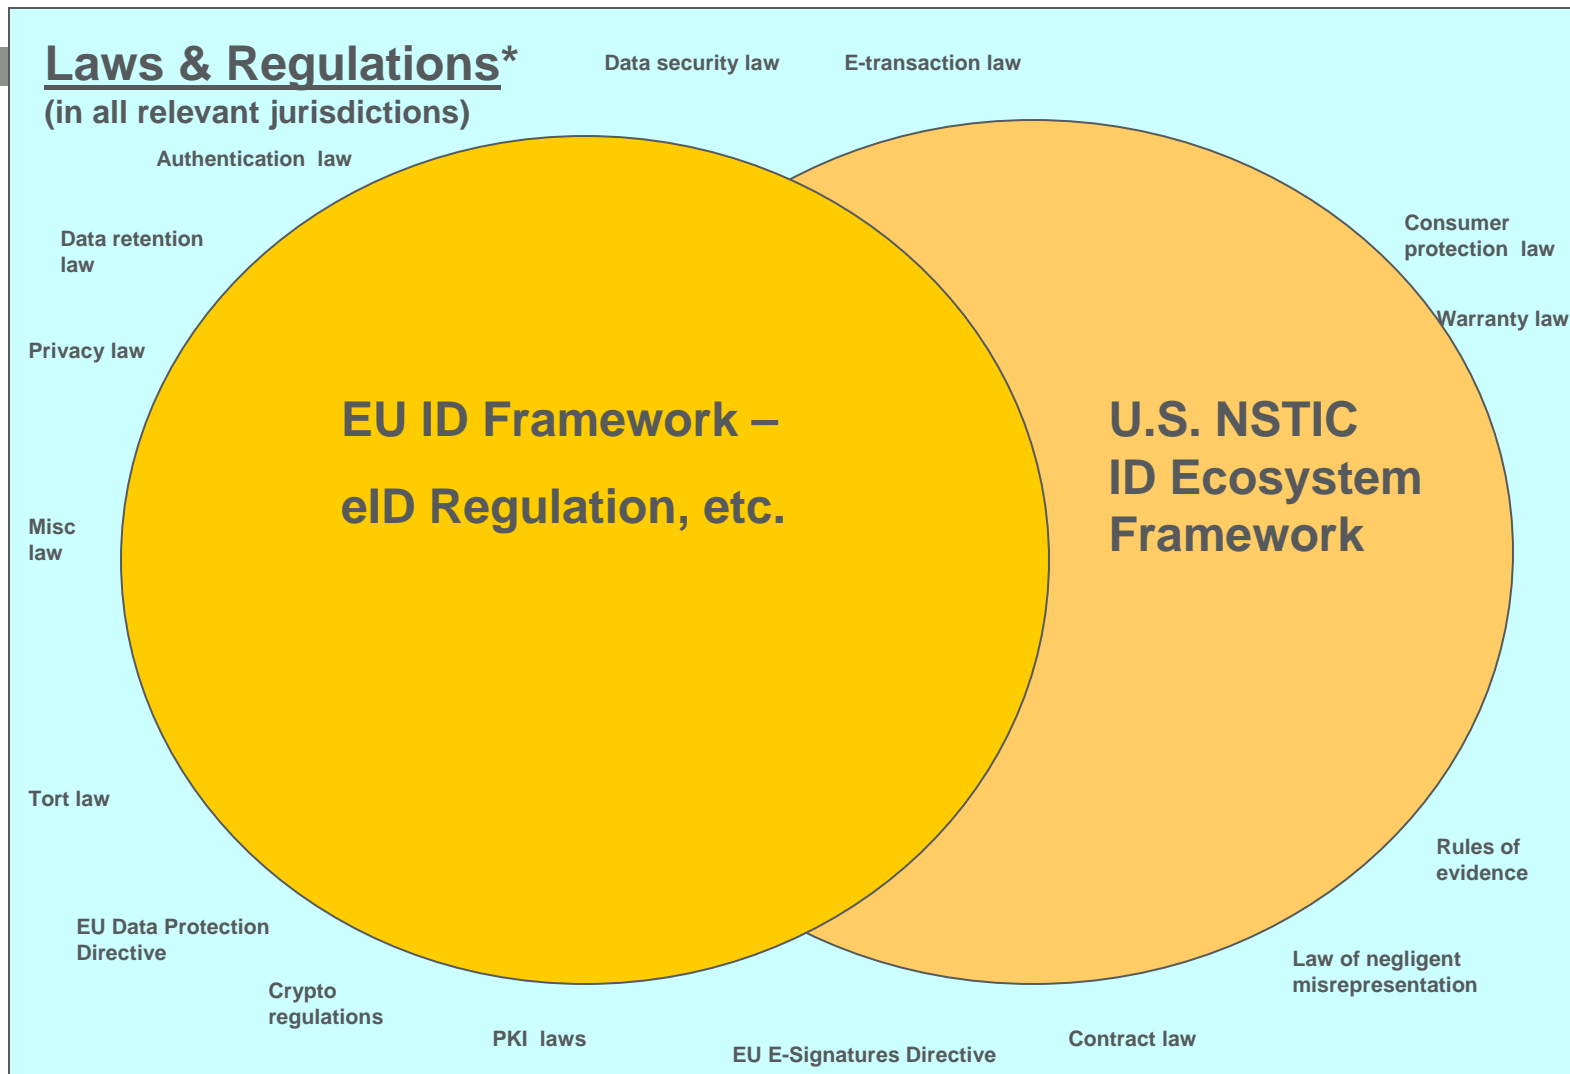 Laws & Regulations*
(in all relevant jurisdictions)
Data security law
E-transaction law
Authentication law
Data retention
law
Privacy law
Misc
law
Tort law
EU Data Protection
Directive
Crypto
regulations
PKI laws
EU E-Signatures Directive
Contract law
Law of negligent
misrepresentation
Rules of
evidence
Warranty law
Consumer
protection law
EU ID Framework –
eID Regulation, etc.
U.S. NSTIC
ID Ecosystem
Framework